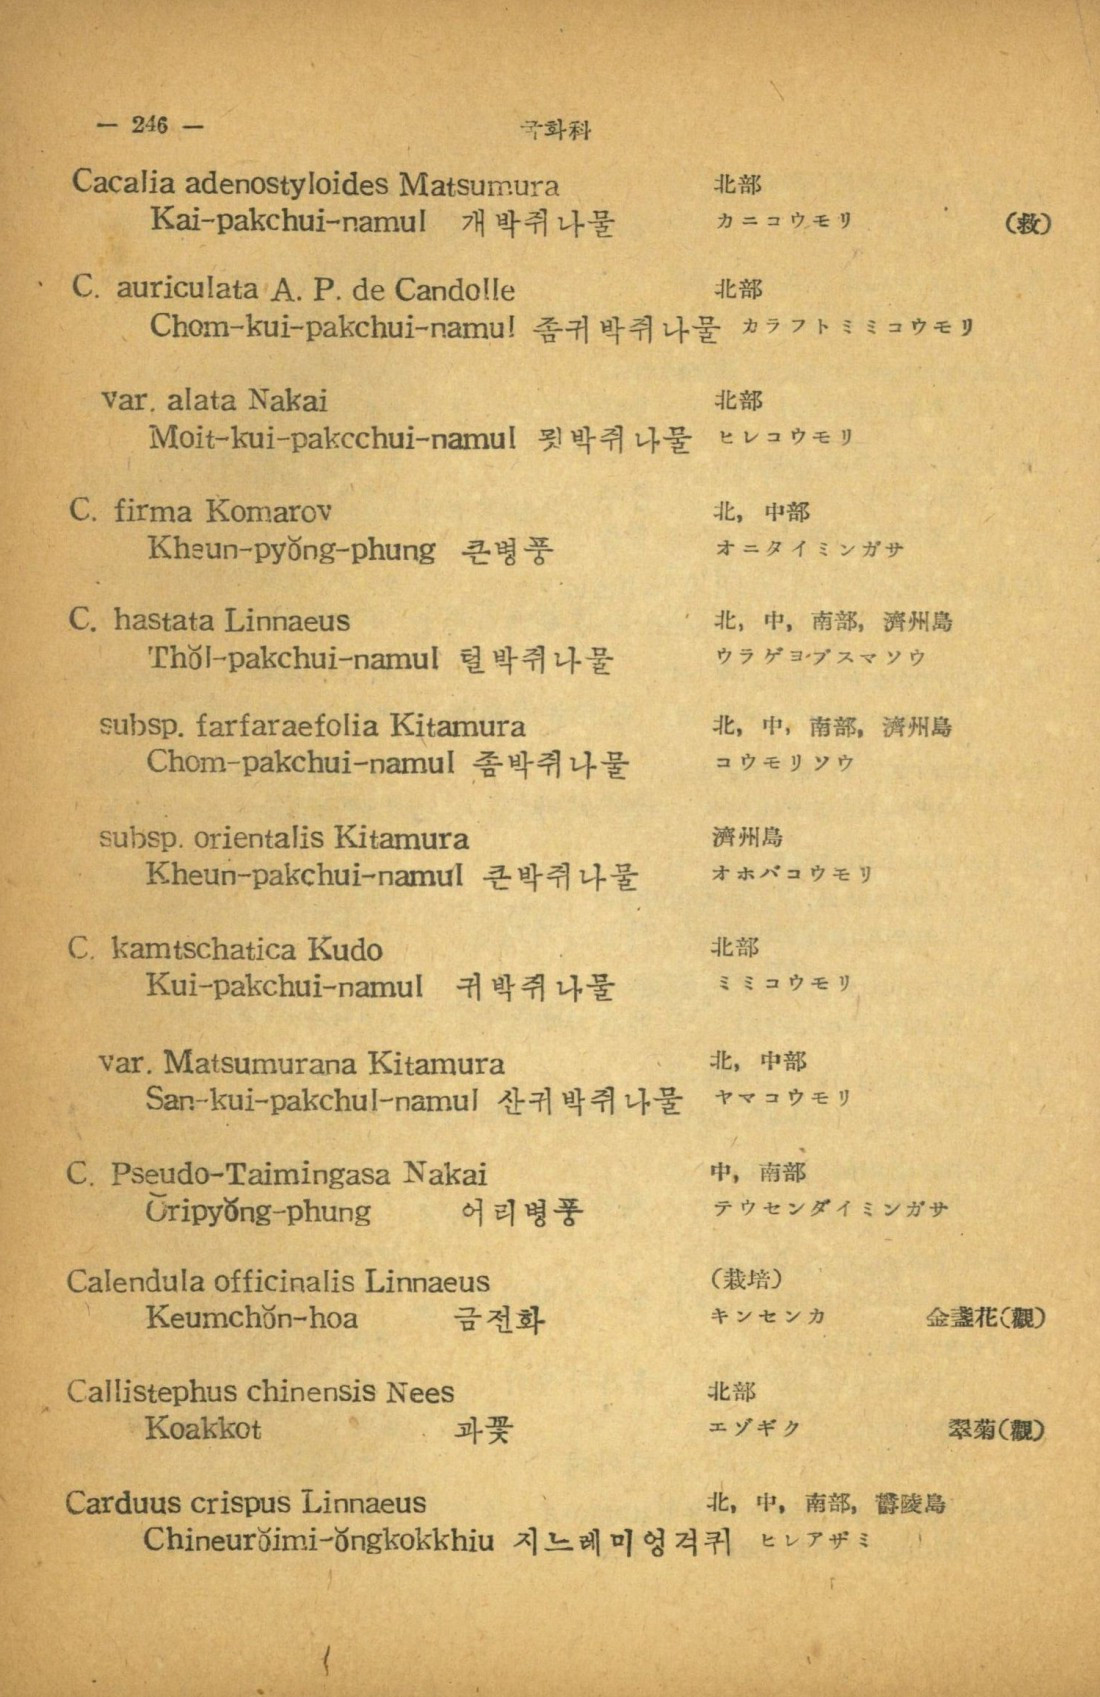 — 246 —
국화科
Cacalia adenostyloides Matsumura 北部
Kai-pakchui-namul 개박쥐나물 カニコウモリ (救)
C. auriculata A. P. de Candolle 北部
Chom-kui-pakchui-namul 좀귀박쥐나물 カラフトミミコウモリ
var. alata Nakai 北部
Moit-kui-pakcchui-namul 묏박쥐나물 ヒレコウモリ
C. firma Komarov 北, 中部
Kheun-pyŏng-phung 큰병풍 オニタイミンガサ
C. hastata Linnaeus 北, 中, 南部, 濟州島
Thŏl-pakchui-namul 털박쥐나물 ウラゲヨブスマソウ
subsp. farfaraefolia Kitamura 北, 中, 南部, 濟州島
Chom-pakchui-namul 좀박쥐나물 コウモリソウ
subsp. orientalis Kitamura 濟州島
Kheun-pakchui-namul 큰박쥐나물 オホバコウモリ
C. kamtschatica Kudo 北部
Kui-pakchui-namul 귀박쥐나물 ミミコウモリ
var. Matsumurana Kitamura 北, 中部
San-kui-pakchul-namul 산귀박쥐나물 ヤマコウモリ
C. Pseudo-Taimingasa Nakai 中, 南部
Ŏripyŏng-phung 어리병풍 テウセンダイミンガサ
Calendula officinalis Linnaeus (栽培)
Keumchŏn-hoa 금전화 キンセンカ 金盞花(觀)
Callistephus chinensis Nees 北部
Koakkot 과꽃 エゾギク 翠菊(觀)
Carduus crispus Linnaeus 北, 中, 南部, 欝陵島
Chineurŏimi-ŏngkokkhiu 지느레미엉겅퀴 ヒレアザミ